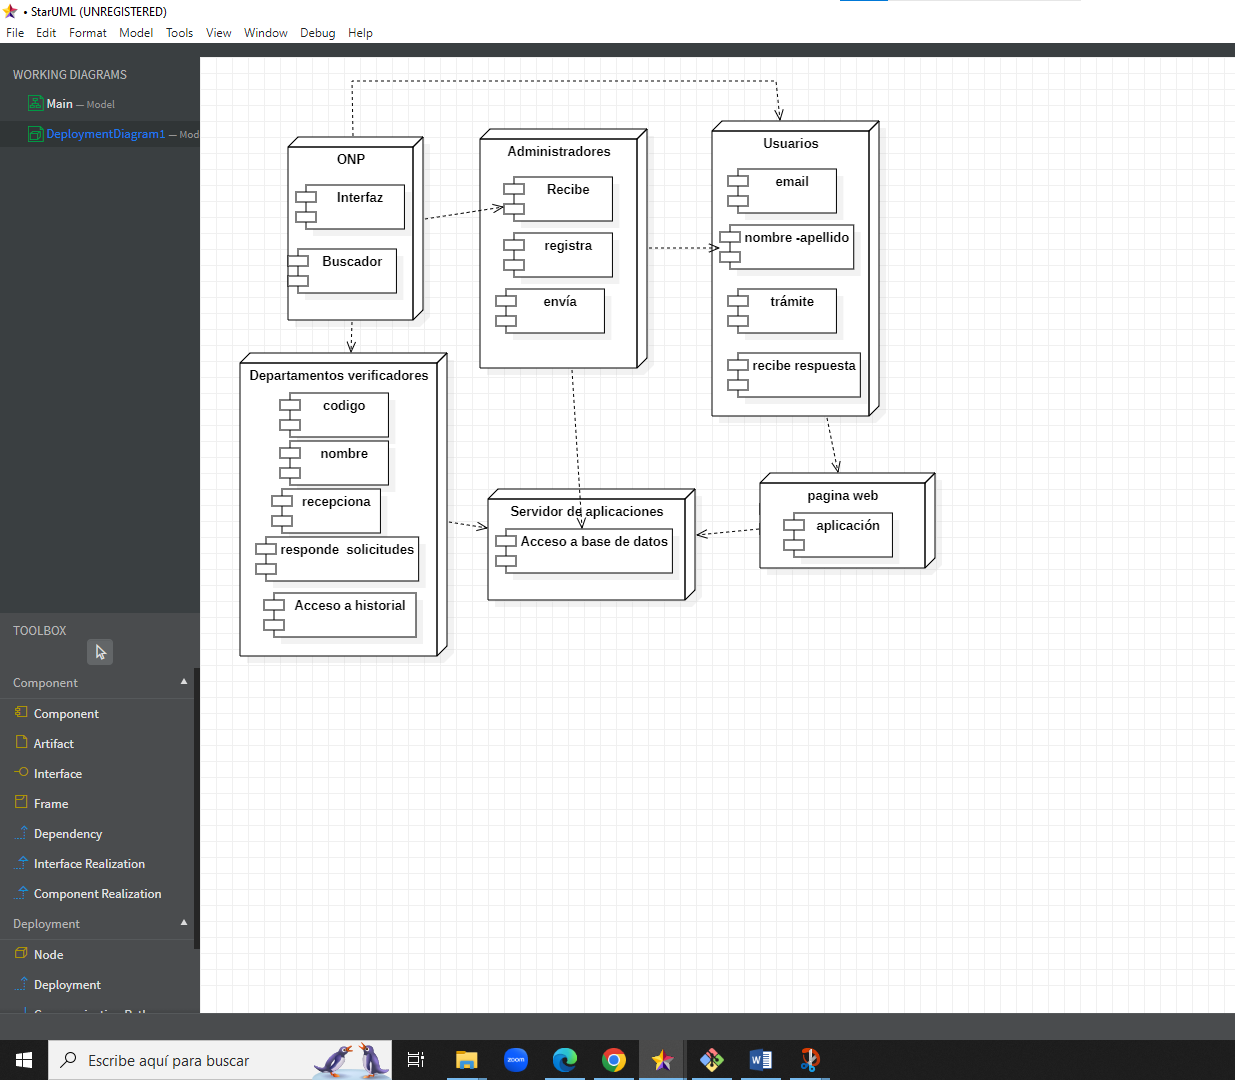 • StarUML (UNREGISTERED)
File Edit Format Model Tools View Window Debug Help
WORKING DIAGRAMS
Main — Model
DeploymentDiagram1 — Mod
ONP
Interfaz
Buscador
Administradores
Recibe
registra
envía
Usuarios
email
nombre -apellido
trámite
recibe respuesta
Departamentos verificadores
codigo
nombre
recepciona
responde solicitudes
Acceso a historial
Servidor de aplicaciones
Acceso a base de datos
pagina web
aplicación
TOOLBOX
Component
Component
Artifact
Interface
Frame
Dependency
Interface Realization
Component Realization
Deployment
Node
Deployment
Escribe aquí para buscar
zoom